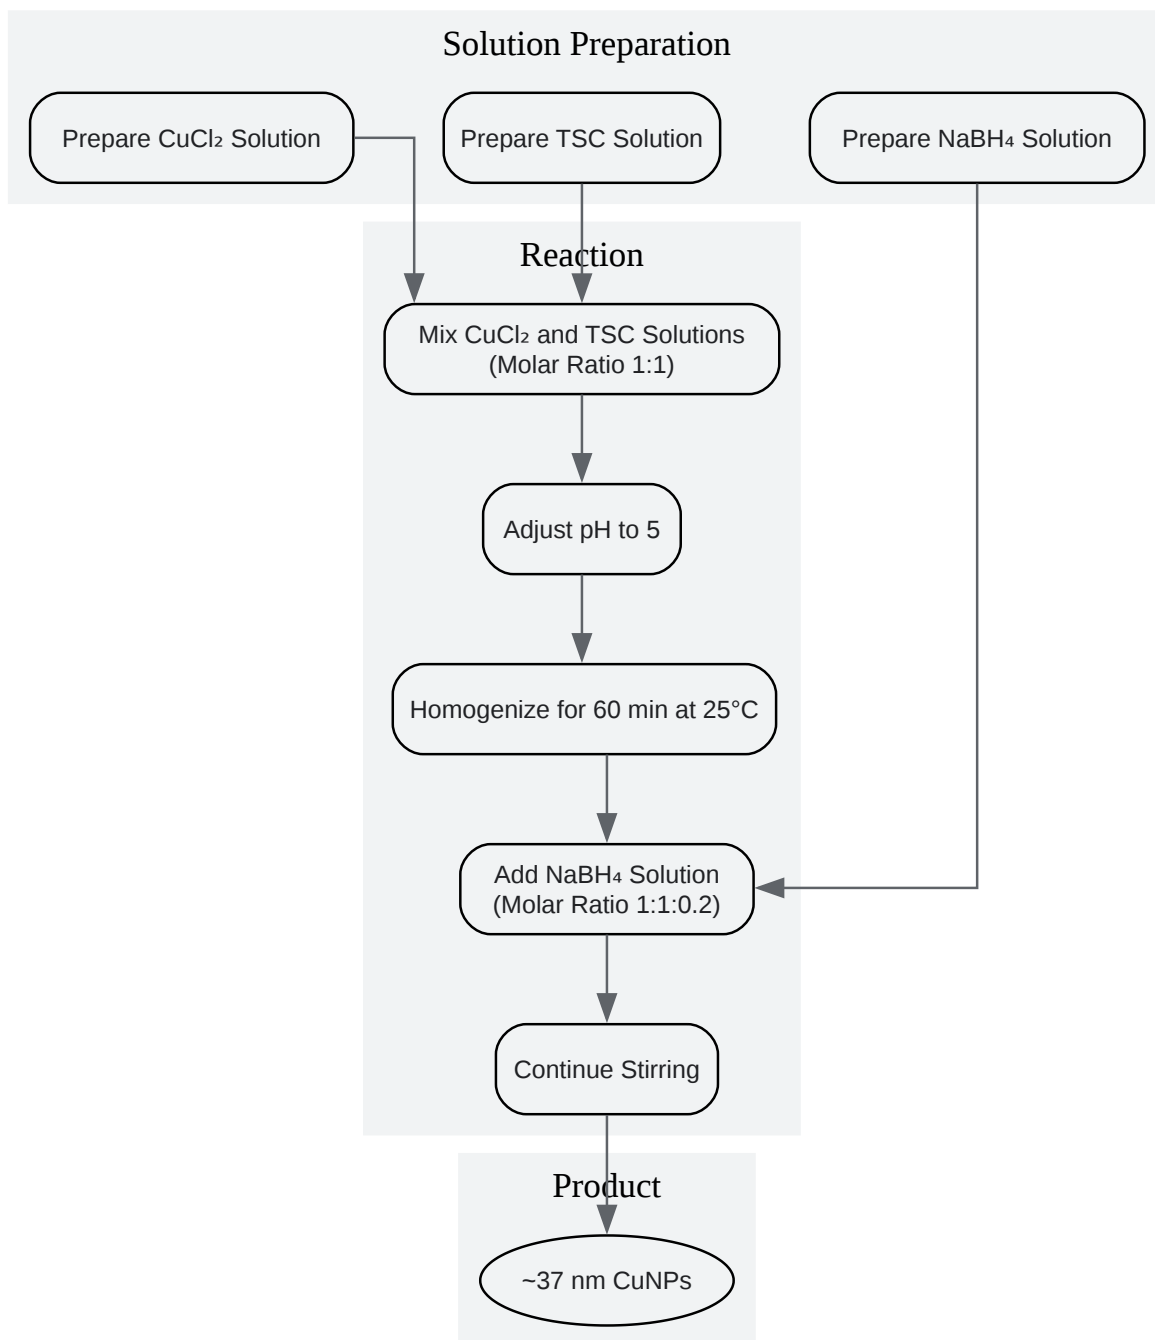 Solution Preparation
Prepare CuCl₂ Solution
Prepare TSC Solution
Prepare NaBH₄ Solution
Reaction
Mix CuCl₂ and TSC Solutions
(Molar Ratio 1:1)
Adjust pH to 5
Homogenize for 60 min at 25°C
Add NaBH₄ Solution
(Molar Ratio 1:1:0.2)
Continue Stirring
Product
~37 nm CuNPs